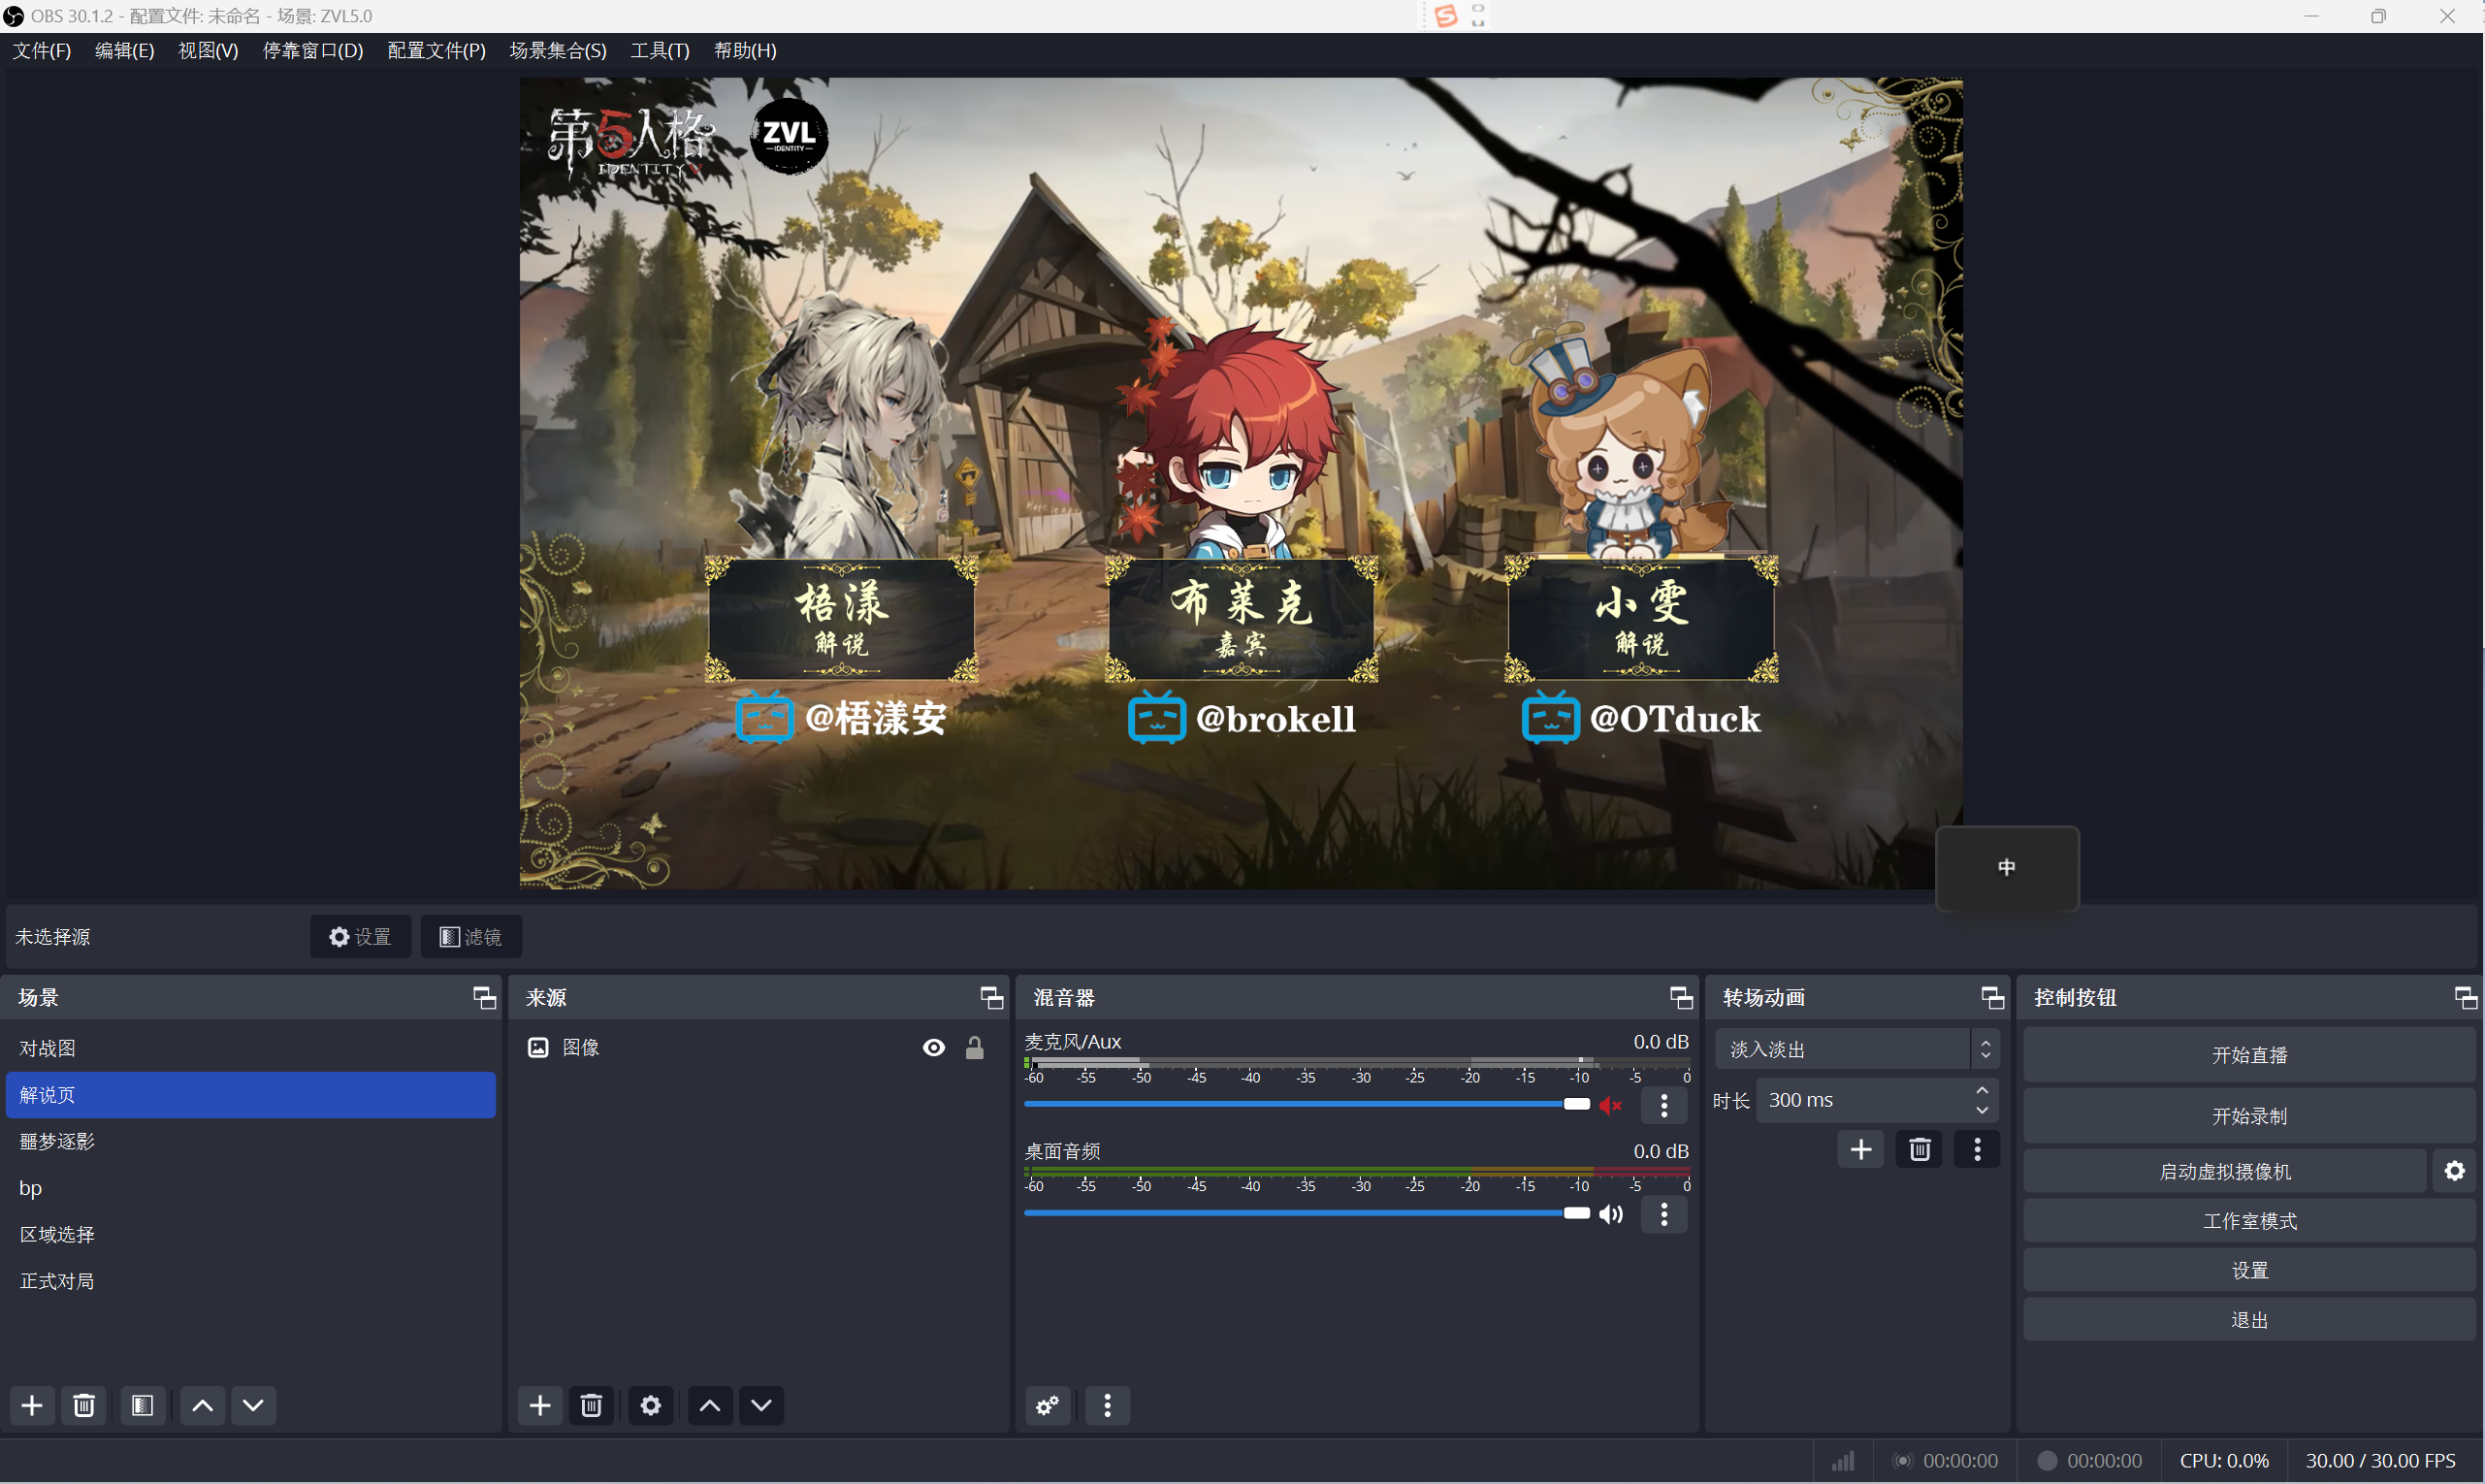 OBS 30.1.2 - 配置文件: 未命名 - 场景: ZVL5.0
文件(F) 编辑(E) 视图(V) 停靠窗口(D) 配置文件(P) 场景集合(S) 工具(T) 帮助(H)
第5人格
IDENTITY V
ZVL
IDENTITY
梧漾
解说
布莱克
嘉宾
小雯
解说
@梧漾安
@brokell
@OTduck
中
未选择源 设置 滤镜
场景
对战图
解说页
噩梦逐影
bp
区域选择
正式对局
来源
图像
混音器
麦克风/Aux 0.0 dB
-60 -55 -50 -45 -40 -35 -30 -25 -20 -15 -10 -5 0
桌面音频 0.0 dB
-60 -55 -50 -45 -40 -35 -30 -25 -20 -15 -10 -5 0
转场动画
淡入淡出
时长 300 ms
控制按钮
开始直播
开始录制
启动虚拟摄像机
工作室模式
设置
退出
00:00:00 00:00:00 CPU: 0.0% 30.00 / 30.00 FPS